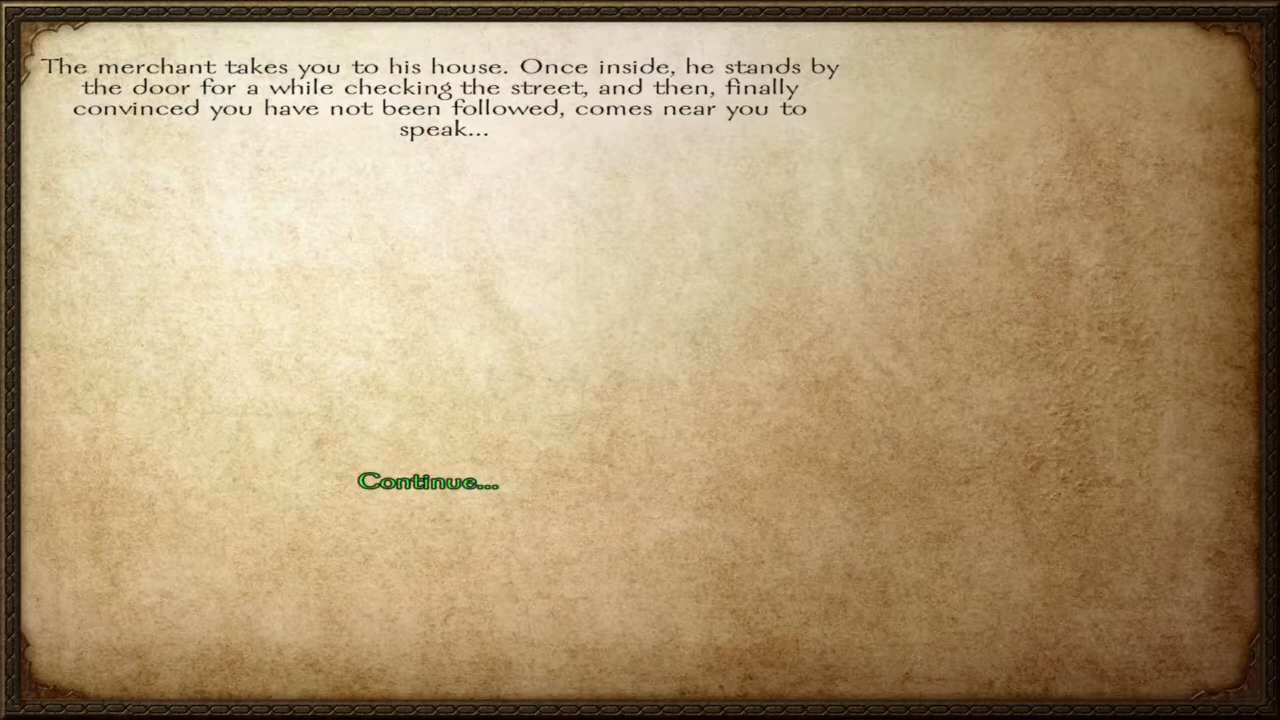 The merchant takes you to his house. Once inside, he stands by
the door for a while checking the street, and then, finally
convinced you have not been followed, comes near you to
speak...
Continue...